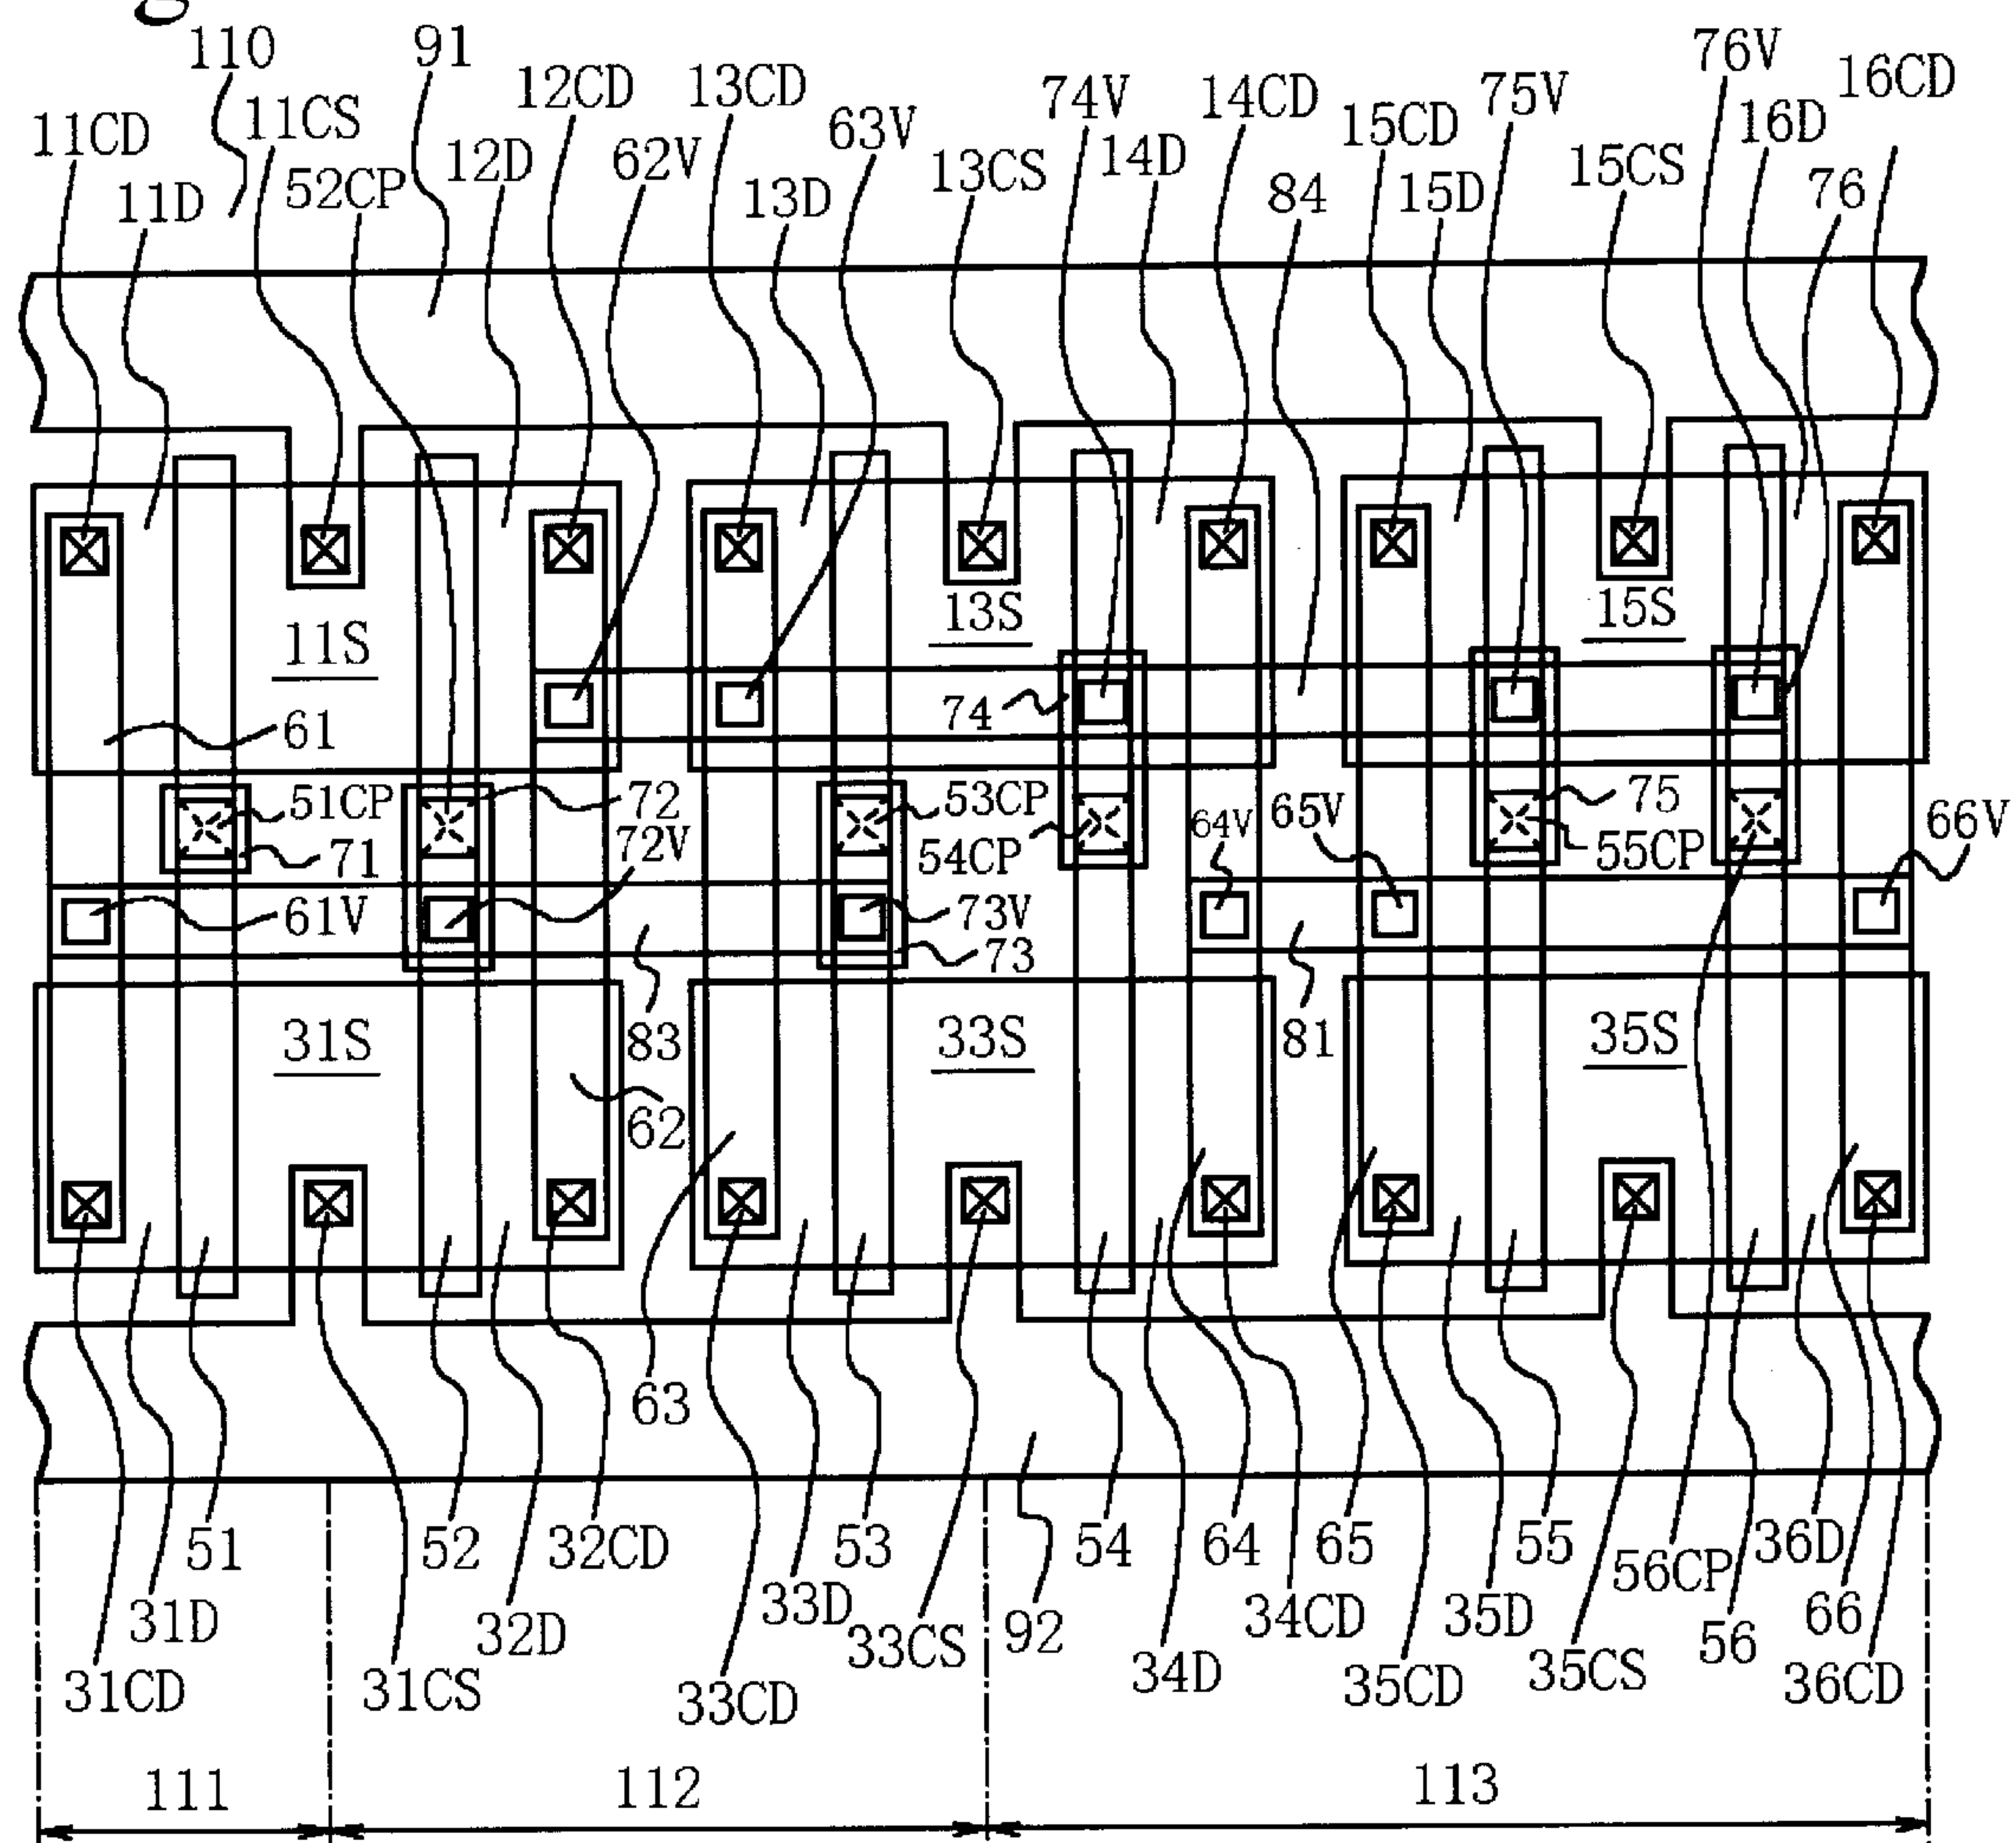 g
110
91
76V
16CD
11CD
11CS
12CD
13CD
74V
14CD
75V
11D
52CP
12D
62V
13D
63V
13CS
14D
84
15CD
15D
15CS
16D
76
11S
13S
15S
61
74
51CP
72
53CP
75
66V
71
72V
54CP
64V
65V
55CP
61V
73V
73
31S
83
33S
81
35S
62
63
51
52
32CD
53
54
64
65
55
36D
31D
32D
33D
92
34CD
35D
56CP
66
31CD
31CS
33CD
33CS
34D
35CD
35CS
56
36CD
111
112
113